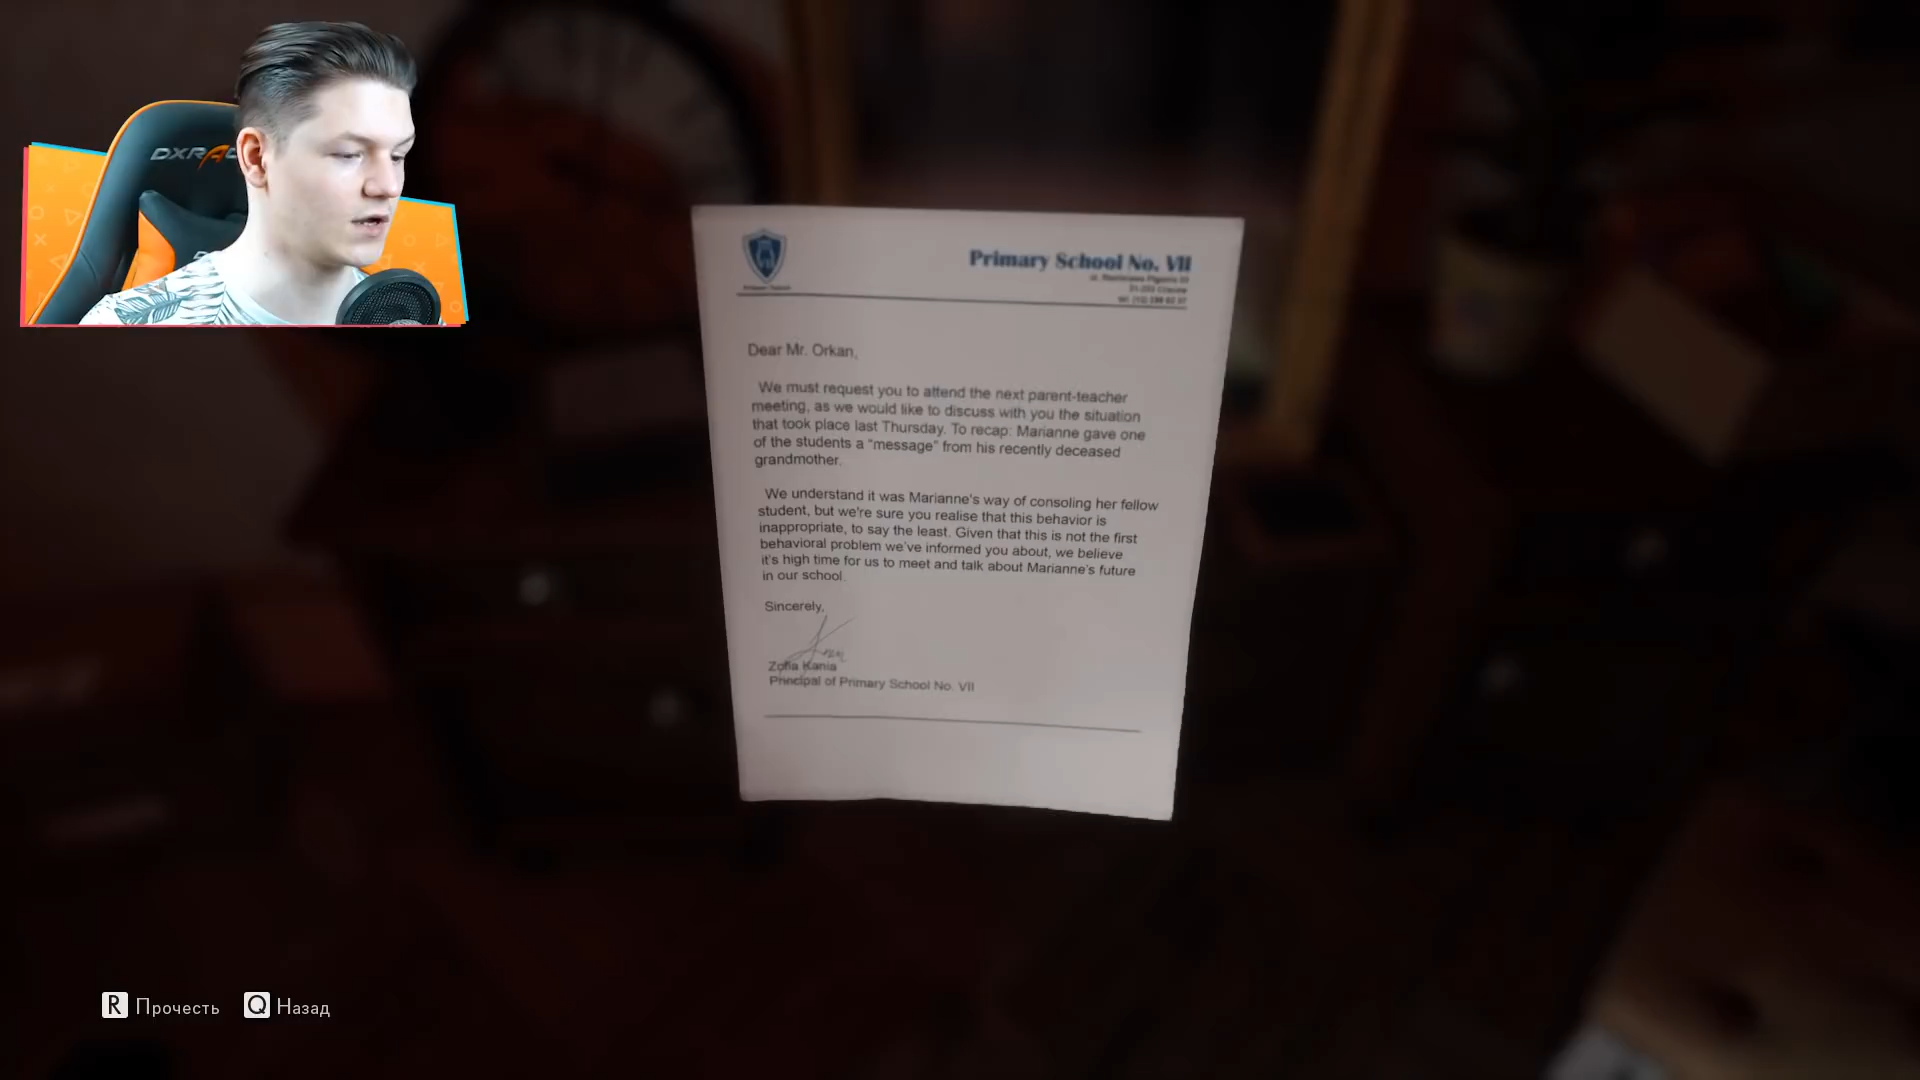 DXRAC
Primary School No. VII
Dear Mr. Orkan,
We must request you to attend the next parent-teacher
meeting, as we would like to discuss with you the situation
that took place last Thursday. To recap: Marianne gave one
of the students a "message" from his recently deceased
grandmother.
We understand it was Marianne's way of consoling her fellow
student, but we're sure you realise that this behavior is
inappropriate, to say the least. Given that this is not the first
behavioral problem we've informed you about, we believe
it's high time for us to meet and talk about Marianne's future
in our school.
Sincerely,
Zofia Kania
Principal of Primary School No. VII
R Прочесть Q Назад